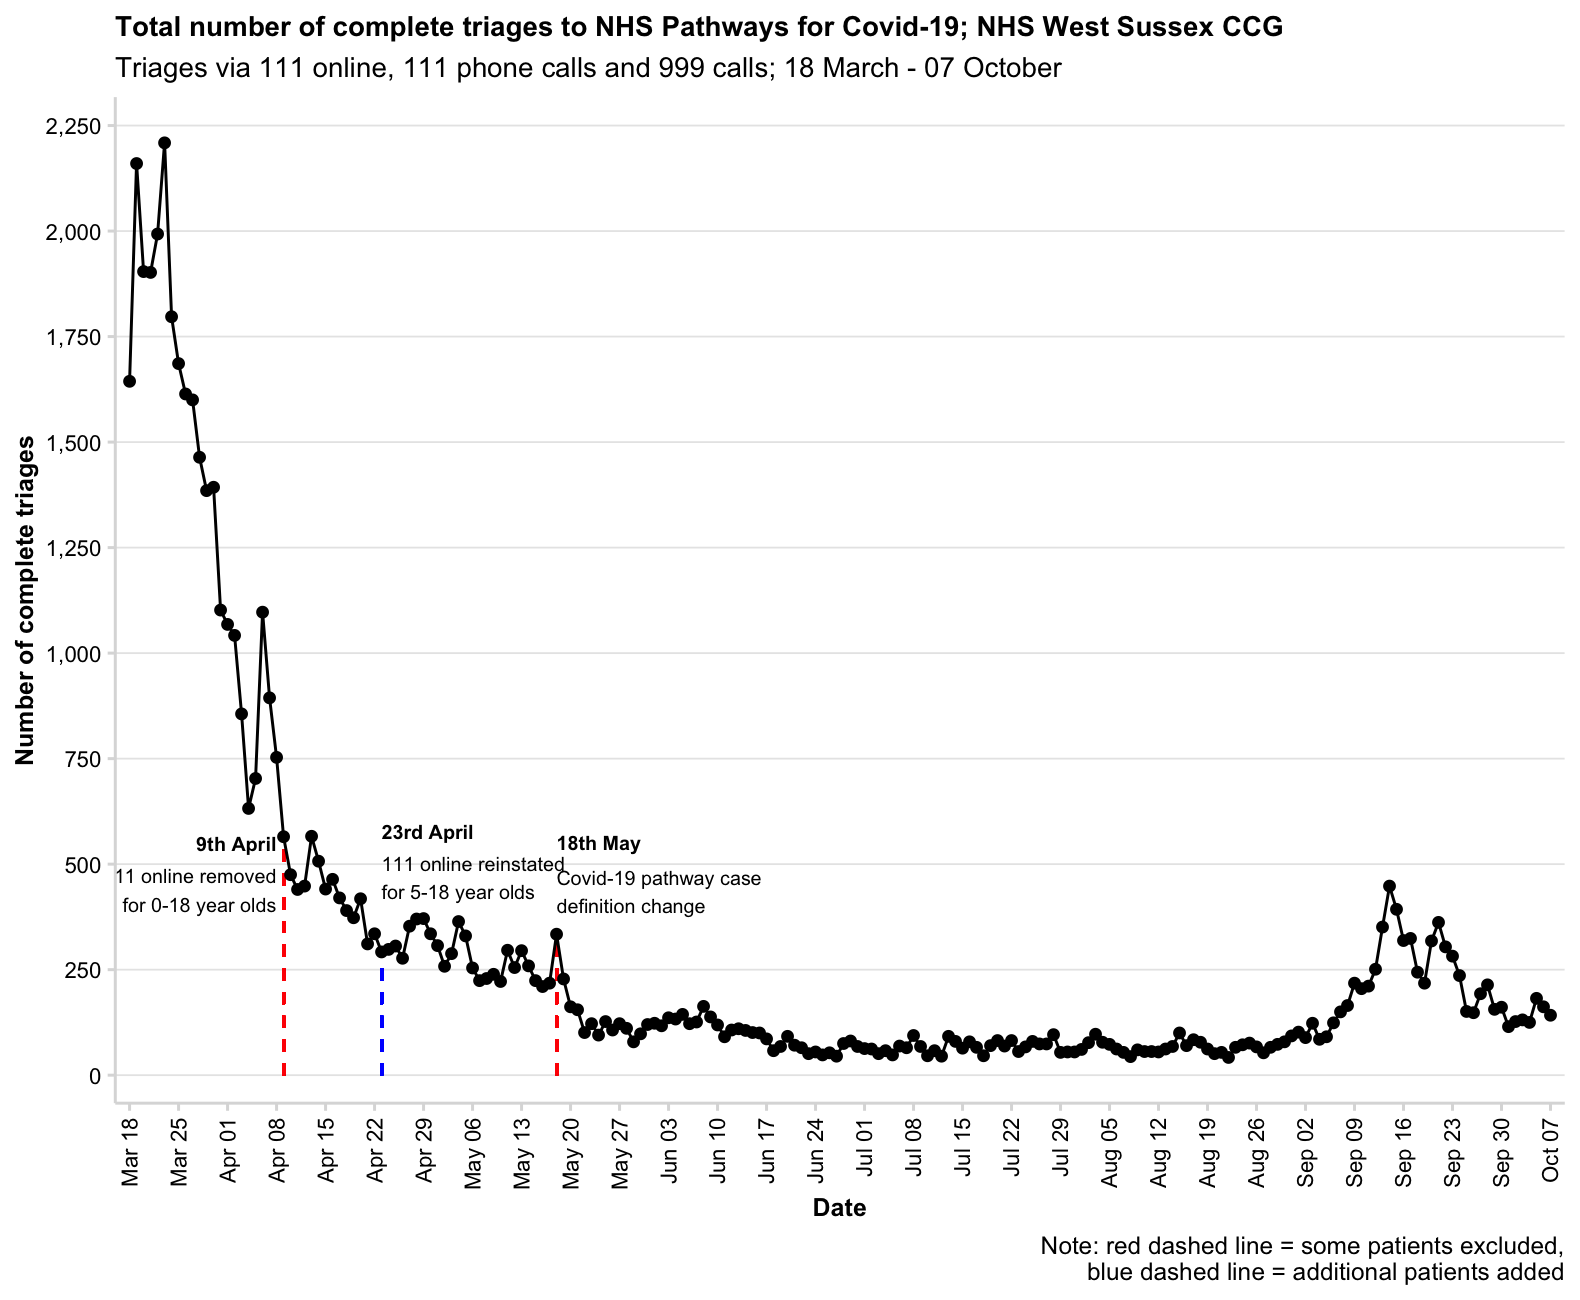 Total number of complete triages to NHS Pathways for Covid-19; NHS West Sussex CCG
Triages via 111 online, 111 phone calls and 999 calls; 18 March - 07 October
Number of complete triages
2,250
2,000
1,750
1,500
1,250
1,000
750
500
250
0
9th April
11 online removed
for 0-18 year olds
23rd April
111 online reinstated
for 5-18 year olds
18th May
Covid-19 pathway case
definition change
Mar 18
Mar 25
Apr 01
Apr 08
Apr 15
Apr 22
Apr 29
May 06
May 13
May 20
May 27
Jun 03
Jun 10
Jun 17
Jun 24
Jul 01
Jul 08
Jul 15
Jul 22
Jul 29
Aug 05
Aug 12
Aug 19
Aug 26
Sep 02
Sep 09
Sep 16
Sep 23
Sep 30
Oct 07
Date
Note: red dashed line = some patients excluded,
blue dashed line = additional patients added